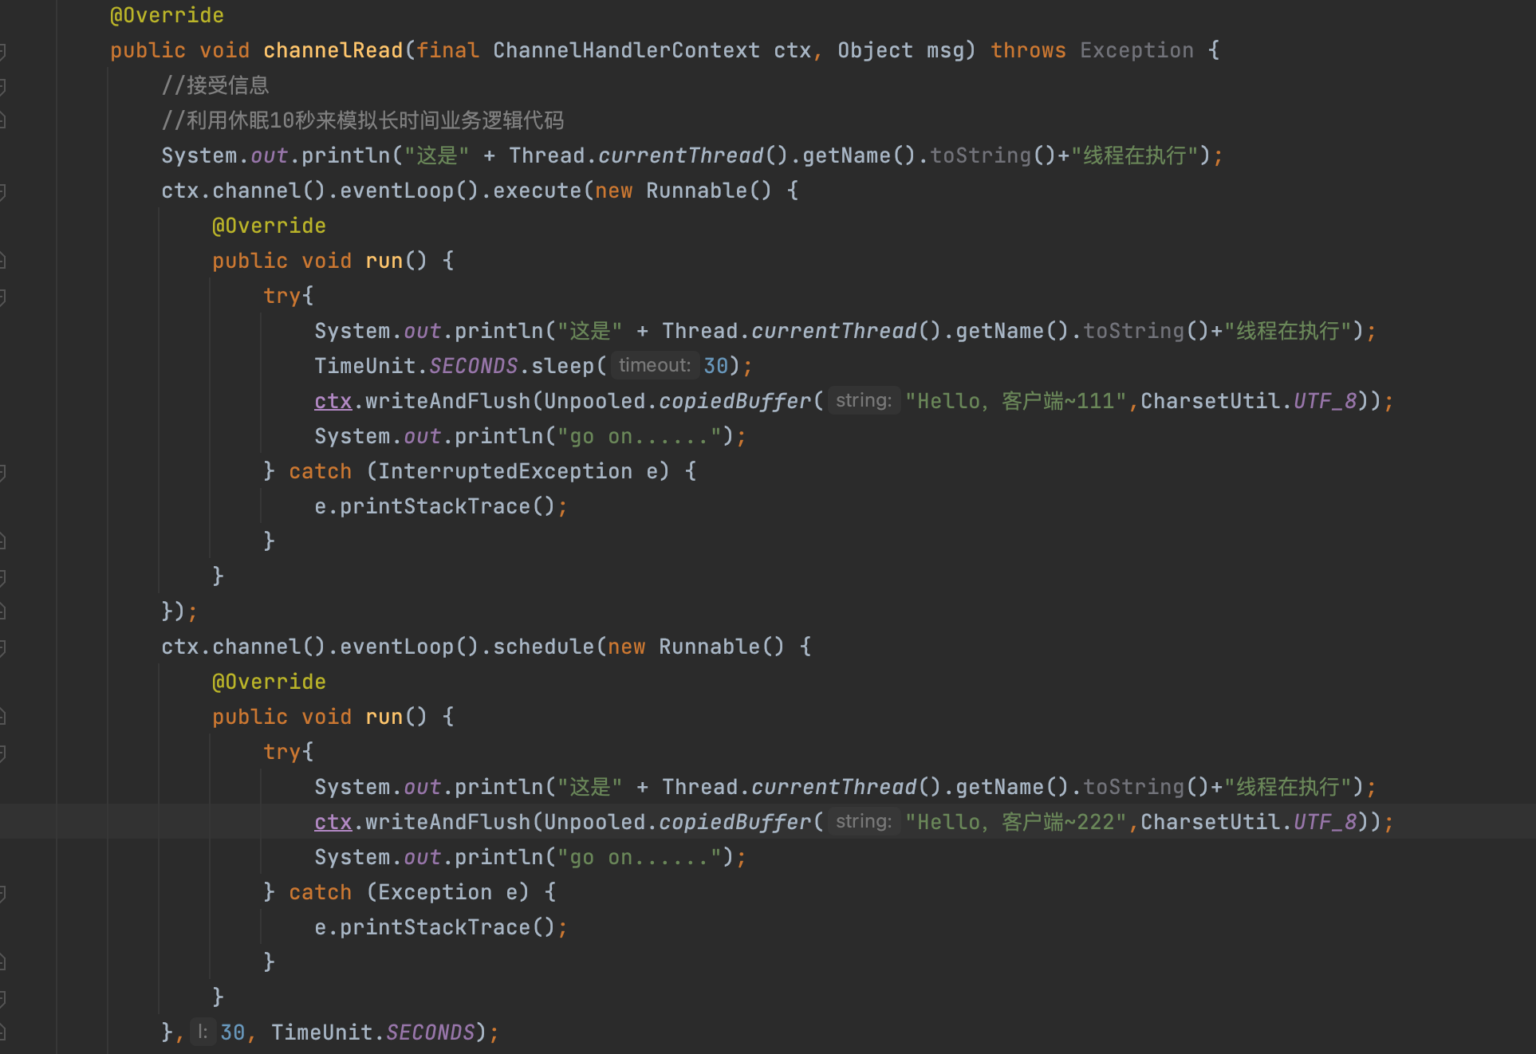 @Override
public void channelRead(final ChannelHandlerContext ctx, Object msg) throws Exception {
//接受信息
//利用休眠10秒来模拟长时间业务逻辑代码
System.out.println("这是" + Thread.currentThread().getName().toString()+"线程在执行");
ctx.channel().eventLoop().execute(new Runnable() {
@Override
public void run() {
try{
System.out.println("这是" + Thread.currentThread().getName().toString()+"线程在执行");
TimeUnit.SECONDS.sleep( timeout: 30);
ctx.writeAndFlush(Unpooled.copiedBuffer( string: "Hello, 客户端~111",CharsetUtil.UTF_8));
System.out.println("go on......");
} catch (InterruptedException e) {
e.printStackTrace();
}
}
});
ctx.channel().eventLoop().schedule(new Runnable() {
@Override
public void run() {
try{
System.out.println("这是" + Thread.currentThread().getName().toString()+"线程在执行");
ctx.writeAndFlush(Unpooled.copiedBuffer( string: "Hello, 客户端~222",CharsetUtil.UTF_8));
System.out.println("go on......");
} catch (Exception e) {
e.printStackTrace();
}
}
}, l: 30, TimeUnit.SECONDS);